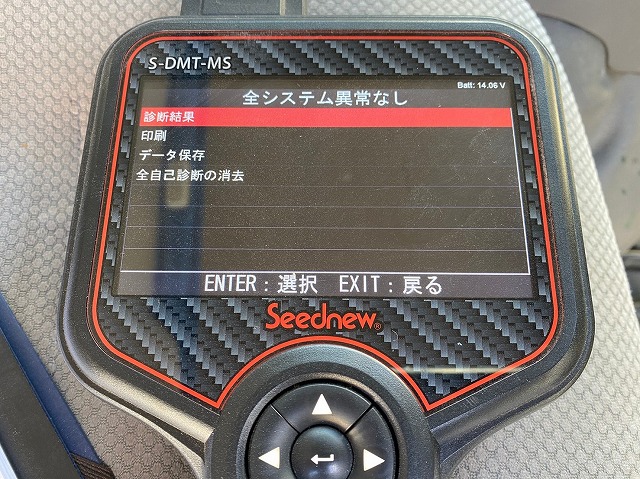 S-DMT-MS
Batt: 14.06 V
全システム異常なし
診断結果
印刷
データ保存
全自己診断の消去
ENTER：選択 EXIT：戻る
Seednew®